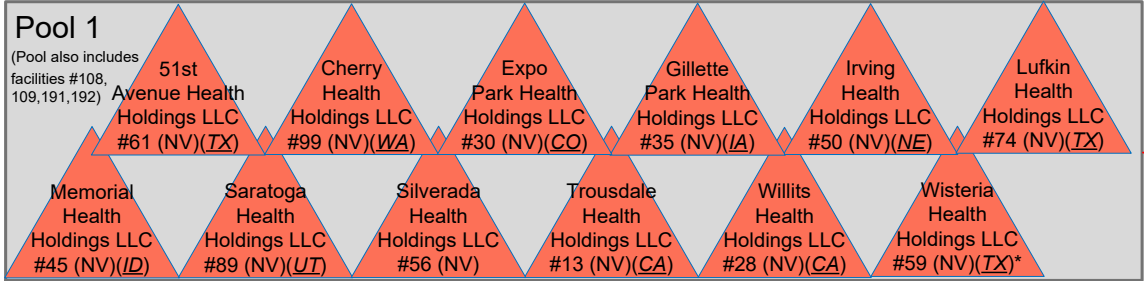 Pool 1
(Pool also includes
facilities #108,
109,191,192)
51st
Avenue Health
Holdings LLC
#61 (NV)(TX)
Cherry
Health
Holdings LLC
#99 (NV)(WA)
Expo
Park Health
Holdings LLC
#30 (NV)(CO)
Gillette
Park Health
Holdings LLC
#35 (NV)(IA)
Irving
Health
Holdings LLC
#50 (NV)(NE)
Lufkin
Health
Holdings LLC
#74 (NV)(TX)
Memorial
Health
Holdings LLC
#45 (NV)(ID)
Saratoga
Health
Holdings LLC
#89 (NV)(UT)
Silverada
Health
Holdings LLC
#56 (NV)
Trousdale
Health
Holdings LLC
#13 (NV)(CA)
Willits
Health
Holdings LLC
#28 (NV)(CA)
Wisteria
Health
Holdings LLC
#59 (NV)(TX)*